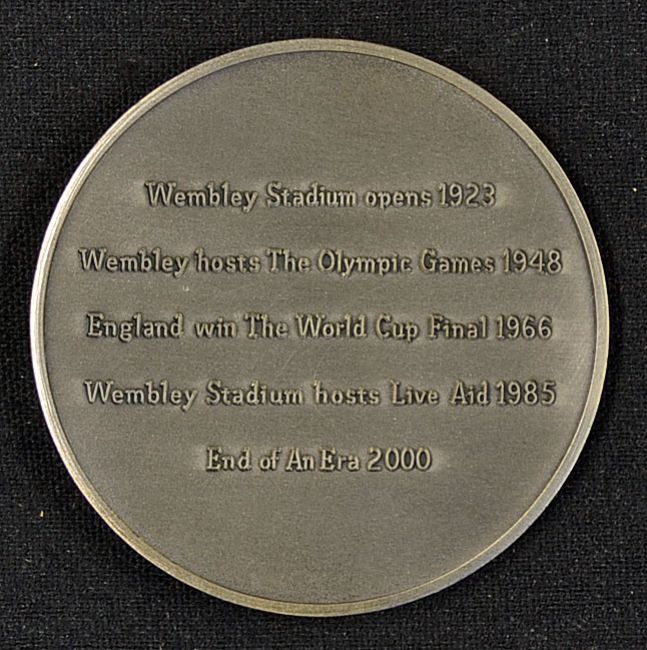 Wembley Stadium opens 1923
Wembley hosts The Olympic Games 1948
England win The World Cup Final 1966
Wembley Stadium hosts Live Aid 1985
End of An Era 2000